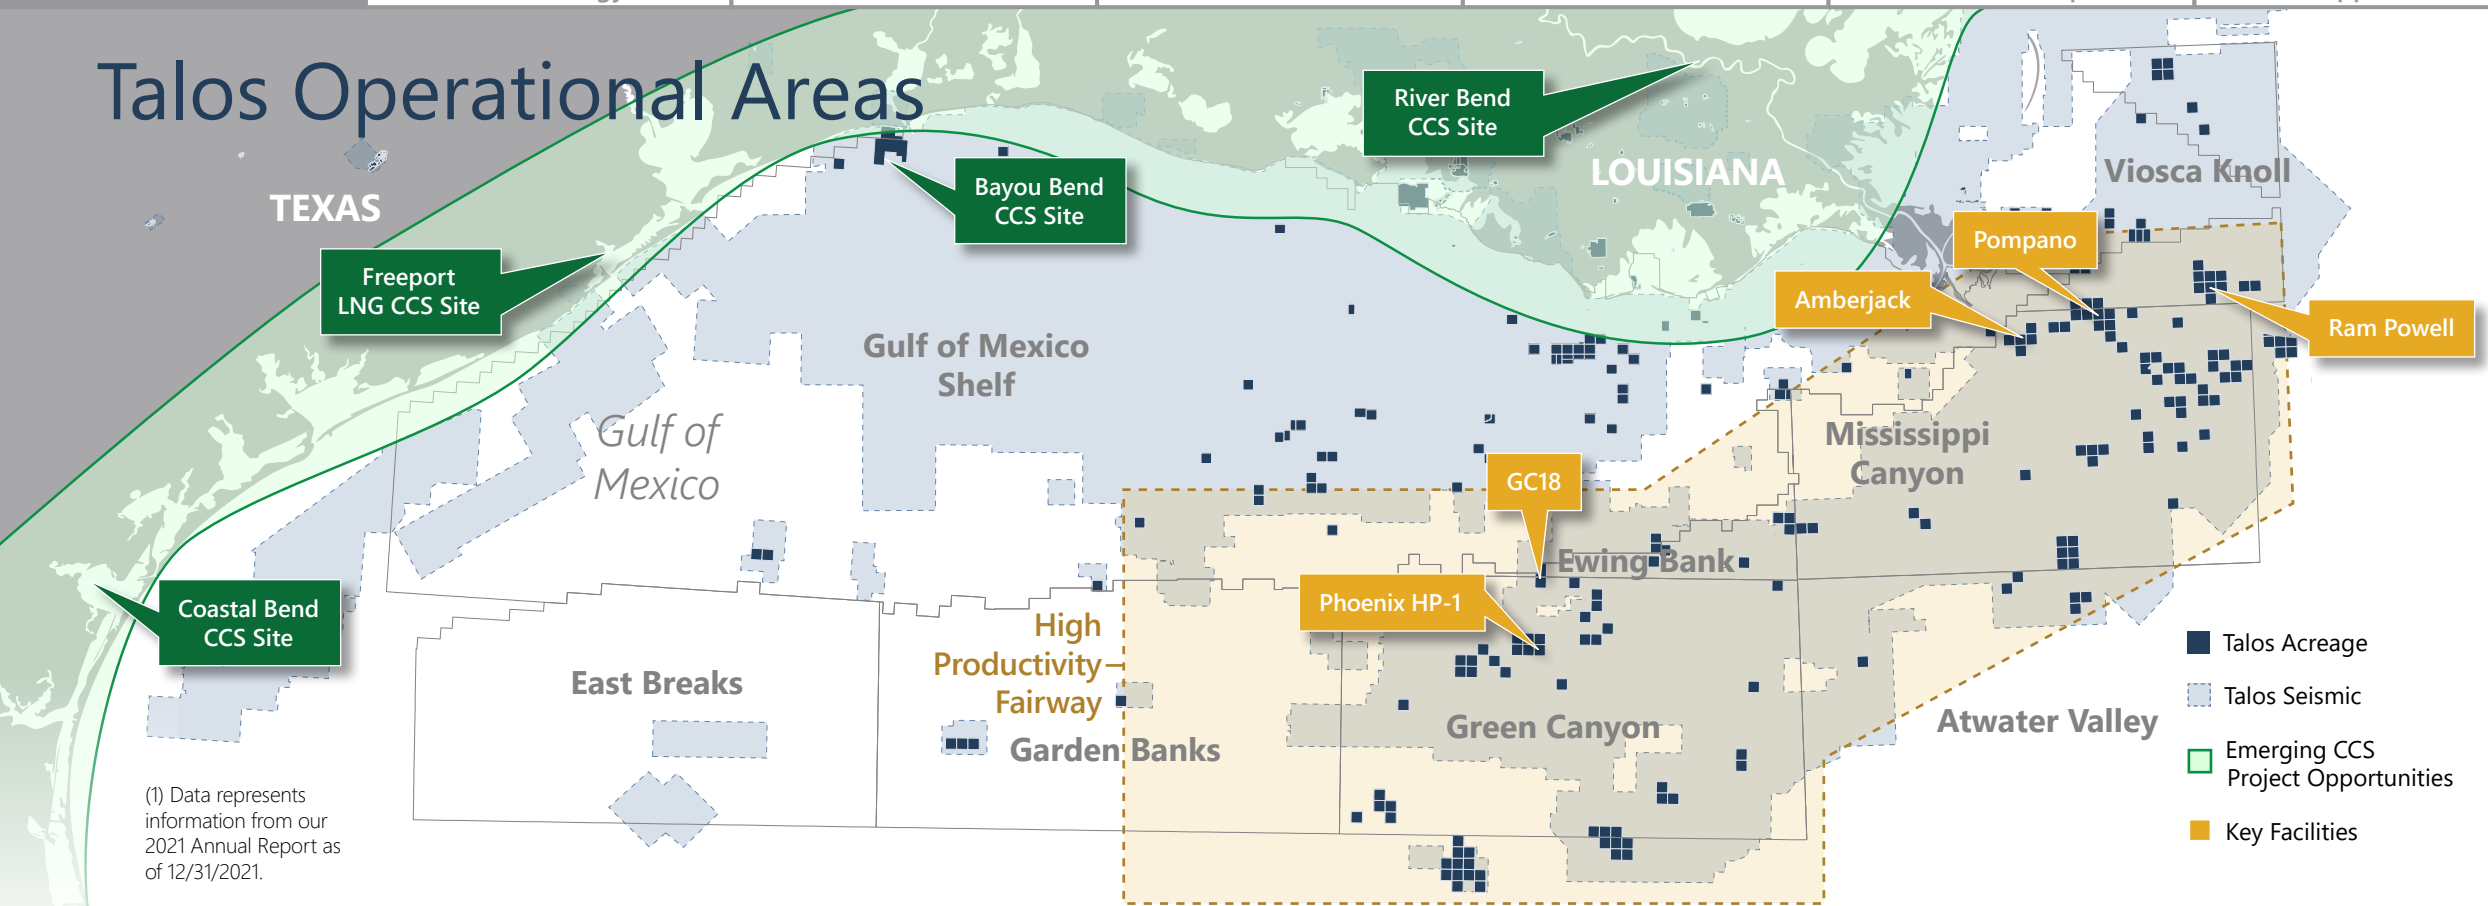 Talos Operational Areas
TEXAS
LOUISIANA
River Bend
CCS Site
Bayou Bend
CCS Site
Freeport
LNG CCS Site
Coastal Bend
CCS Site
Viosca Knoll
Pompano
Amberjack
Ram Powell
Gulf of Mexico
Shelf
Gulf of
Mexico
Mississippi
Canyon
GC18
Ewing Bank
Phoenix HP-1
High
Productivity
Fairway
East Breaks
Garden Banks
Green Canyon
Atwater Valley
Talos Acreage
Talos Seismic
Emerging CCS
Project Opportunities
Key Facilities
(1) Data represents
information from our
2021 Annual Report as
of 12/31/2021.